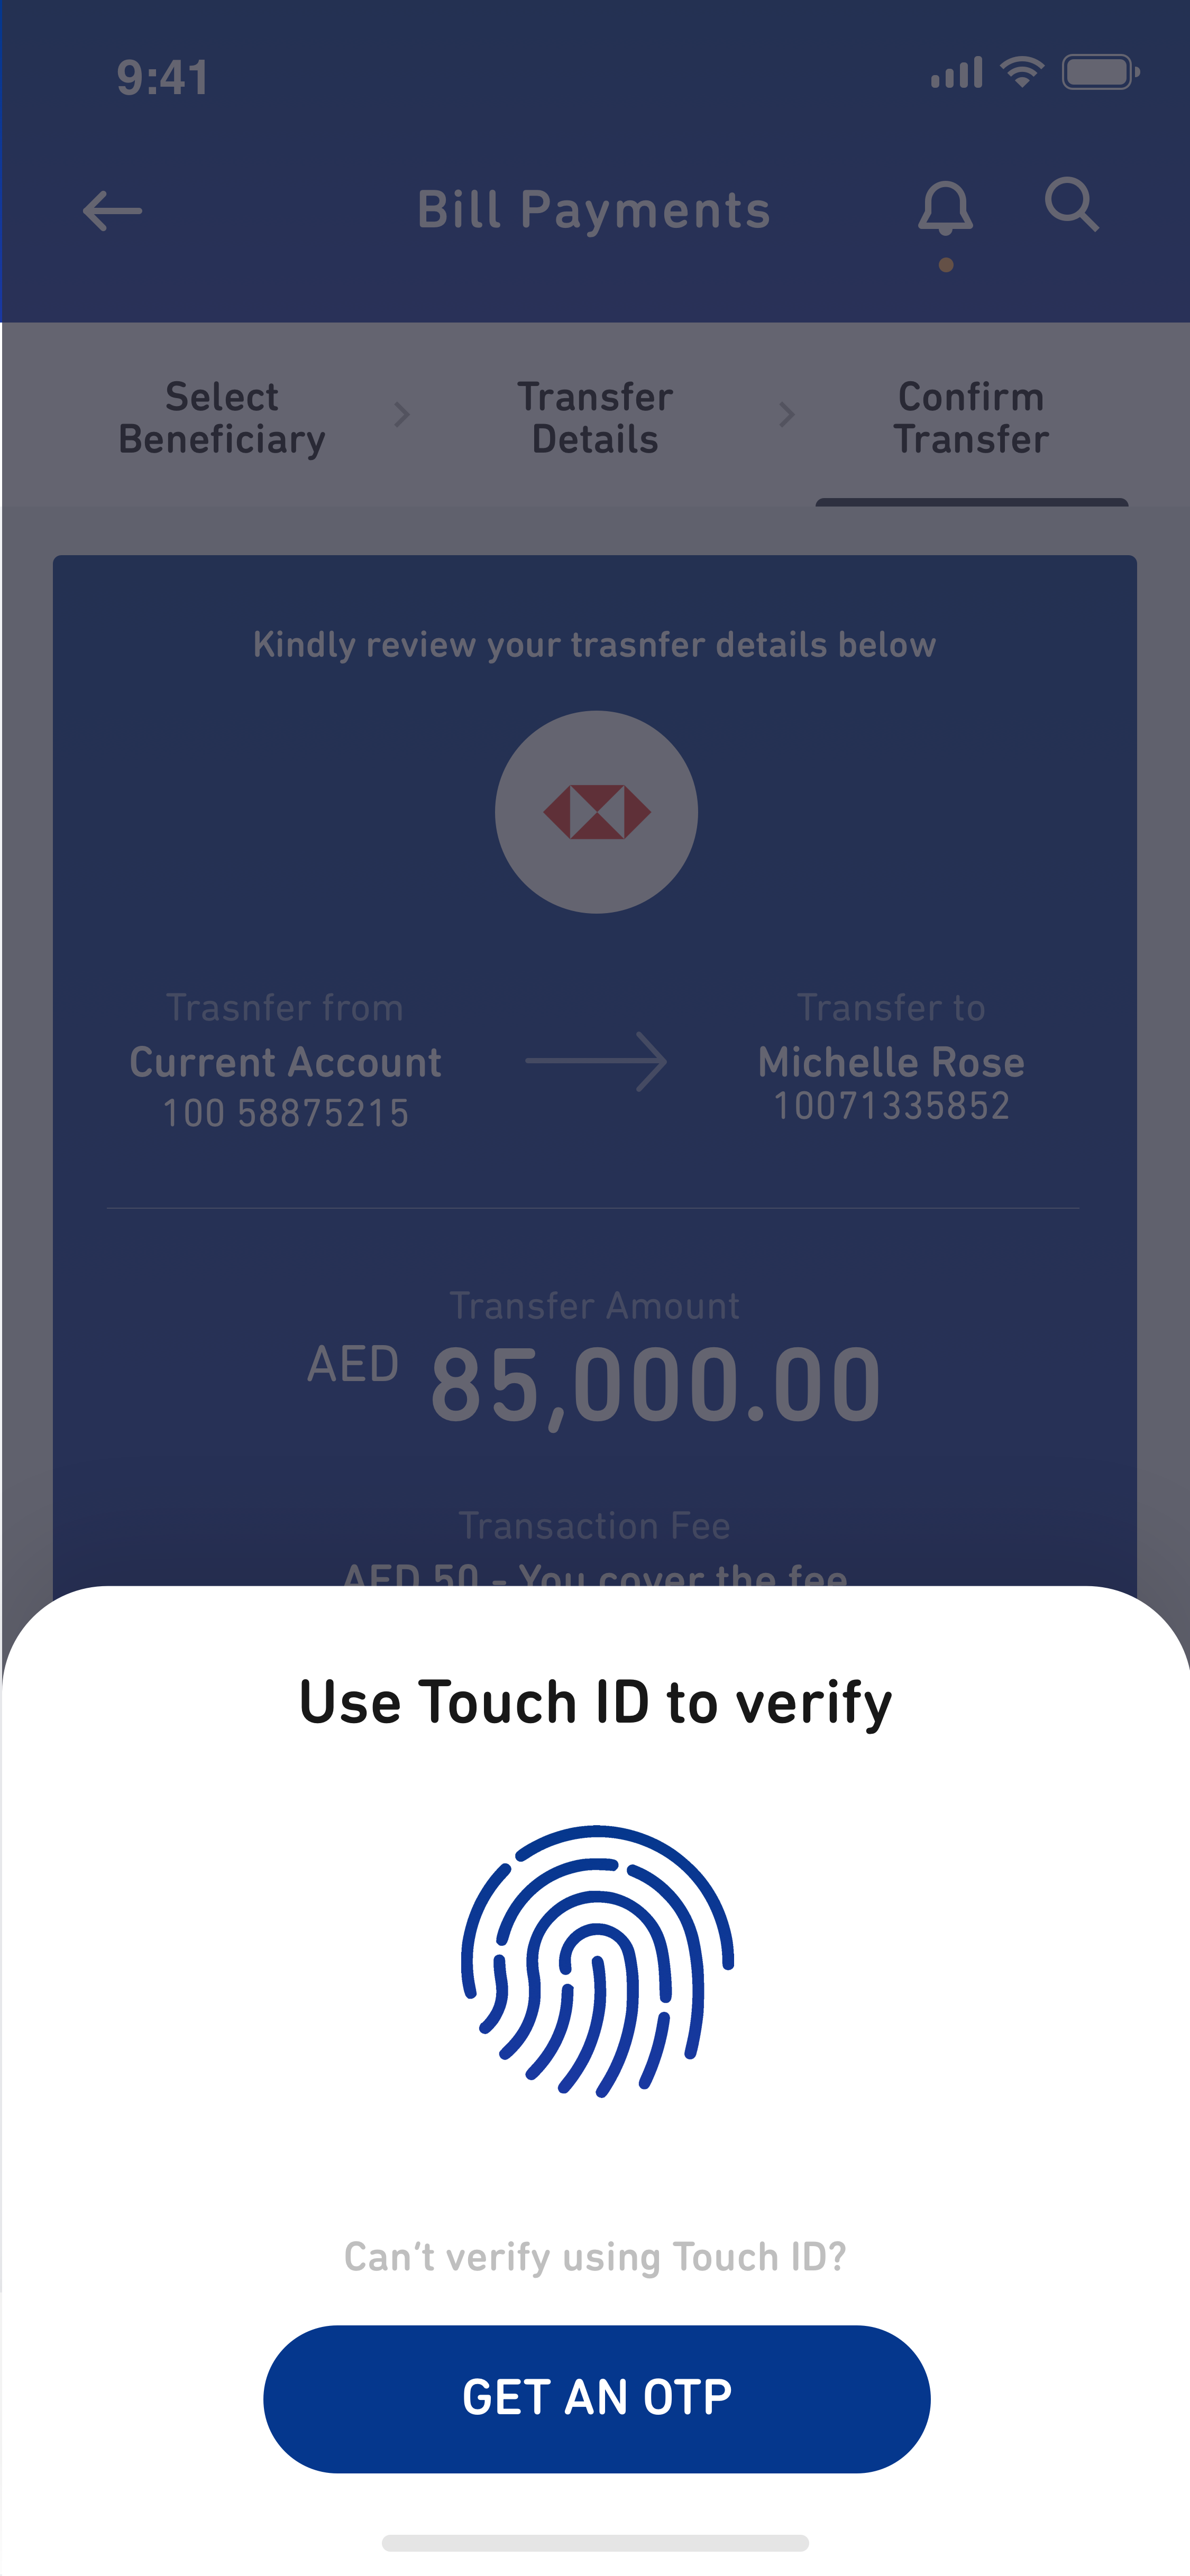 9:41
Bill Payments
Select
Beneficiary
Transfer
Details
Confirm
Transfer
Kindly review your trasnfer details below
Trasnfer from
Current Account
100 58875215
Transfer to
Michelle Rose
10071335852
Transfer Amount
AED 85,000.00
Transaction Fee
AED 50 - You cover the fee
Use Touch ID to verify
Can't verify using Touch ID?
GET AN OTP